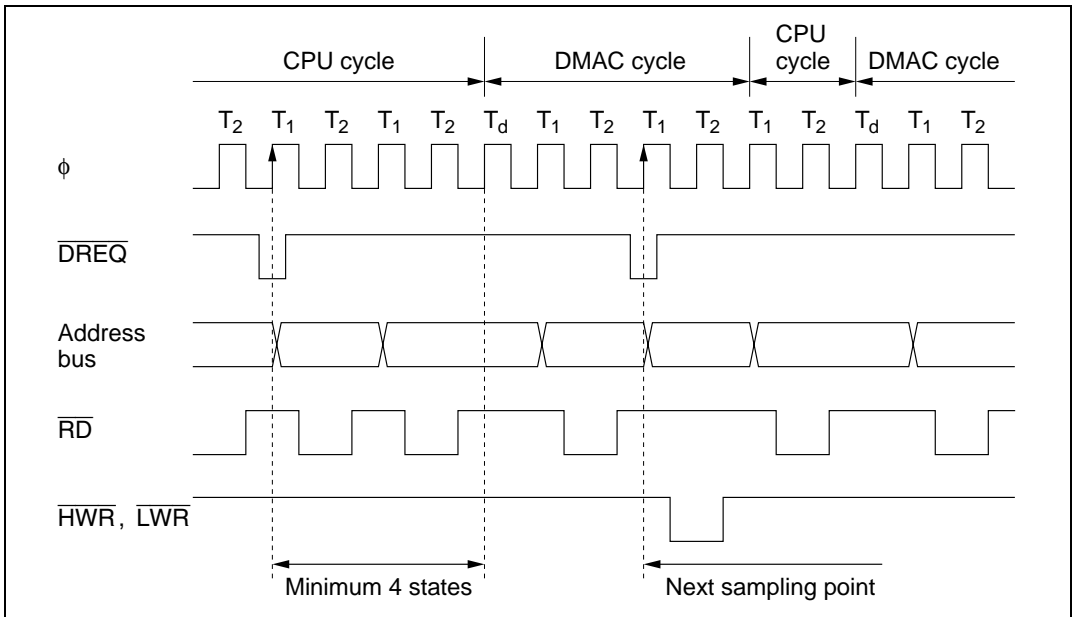 CPU cycle DMAC cycle CPU cycle DMAC cycle
T2 T1 T2 T1 T2 Td T1 T2 T1 T2 T1 T2 Td T1 T2
φ
DREQ
Address
bus
RD
HWR, LWR
Minimum 4 states Next sampling point